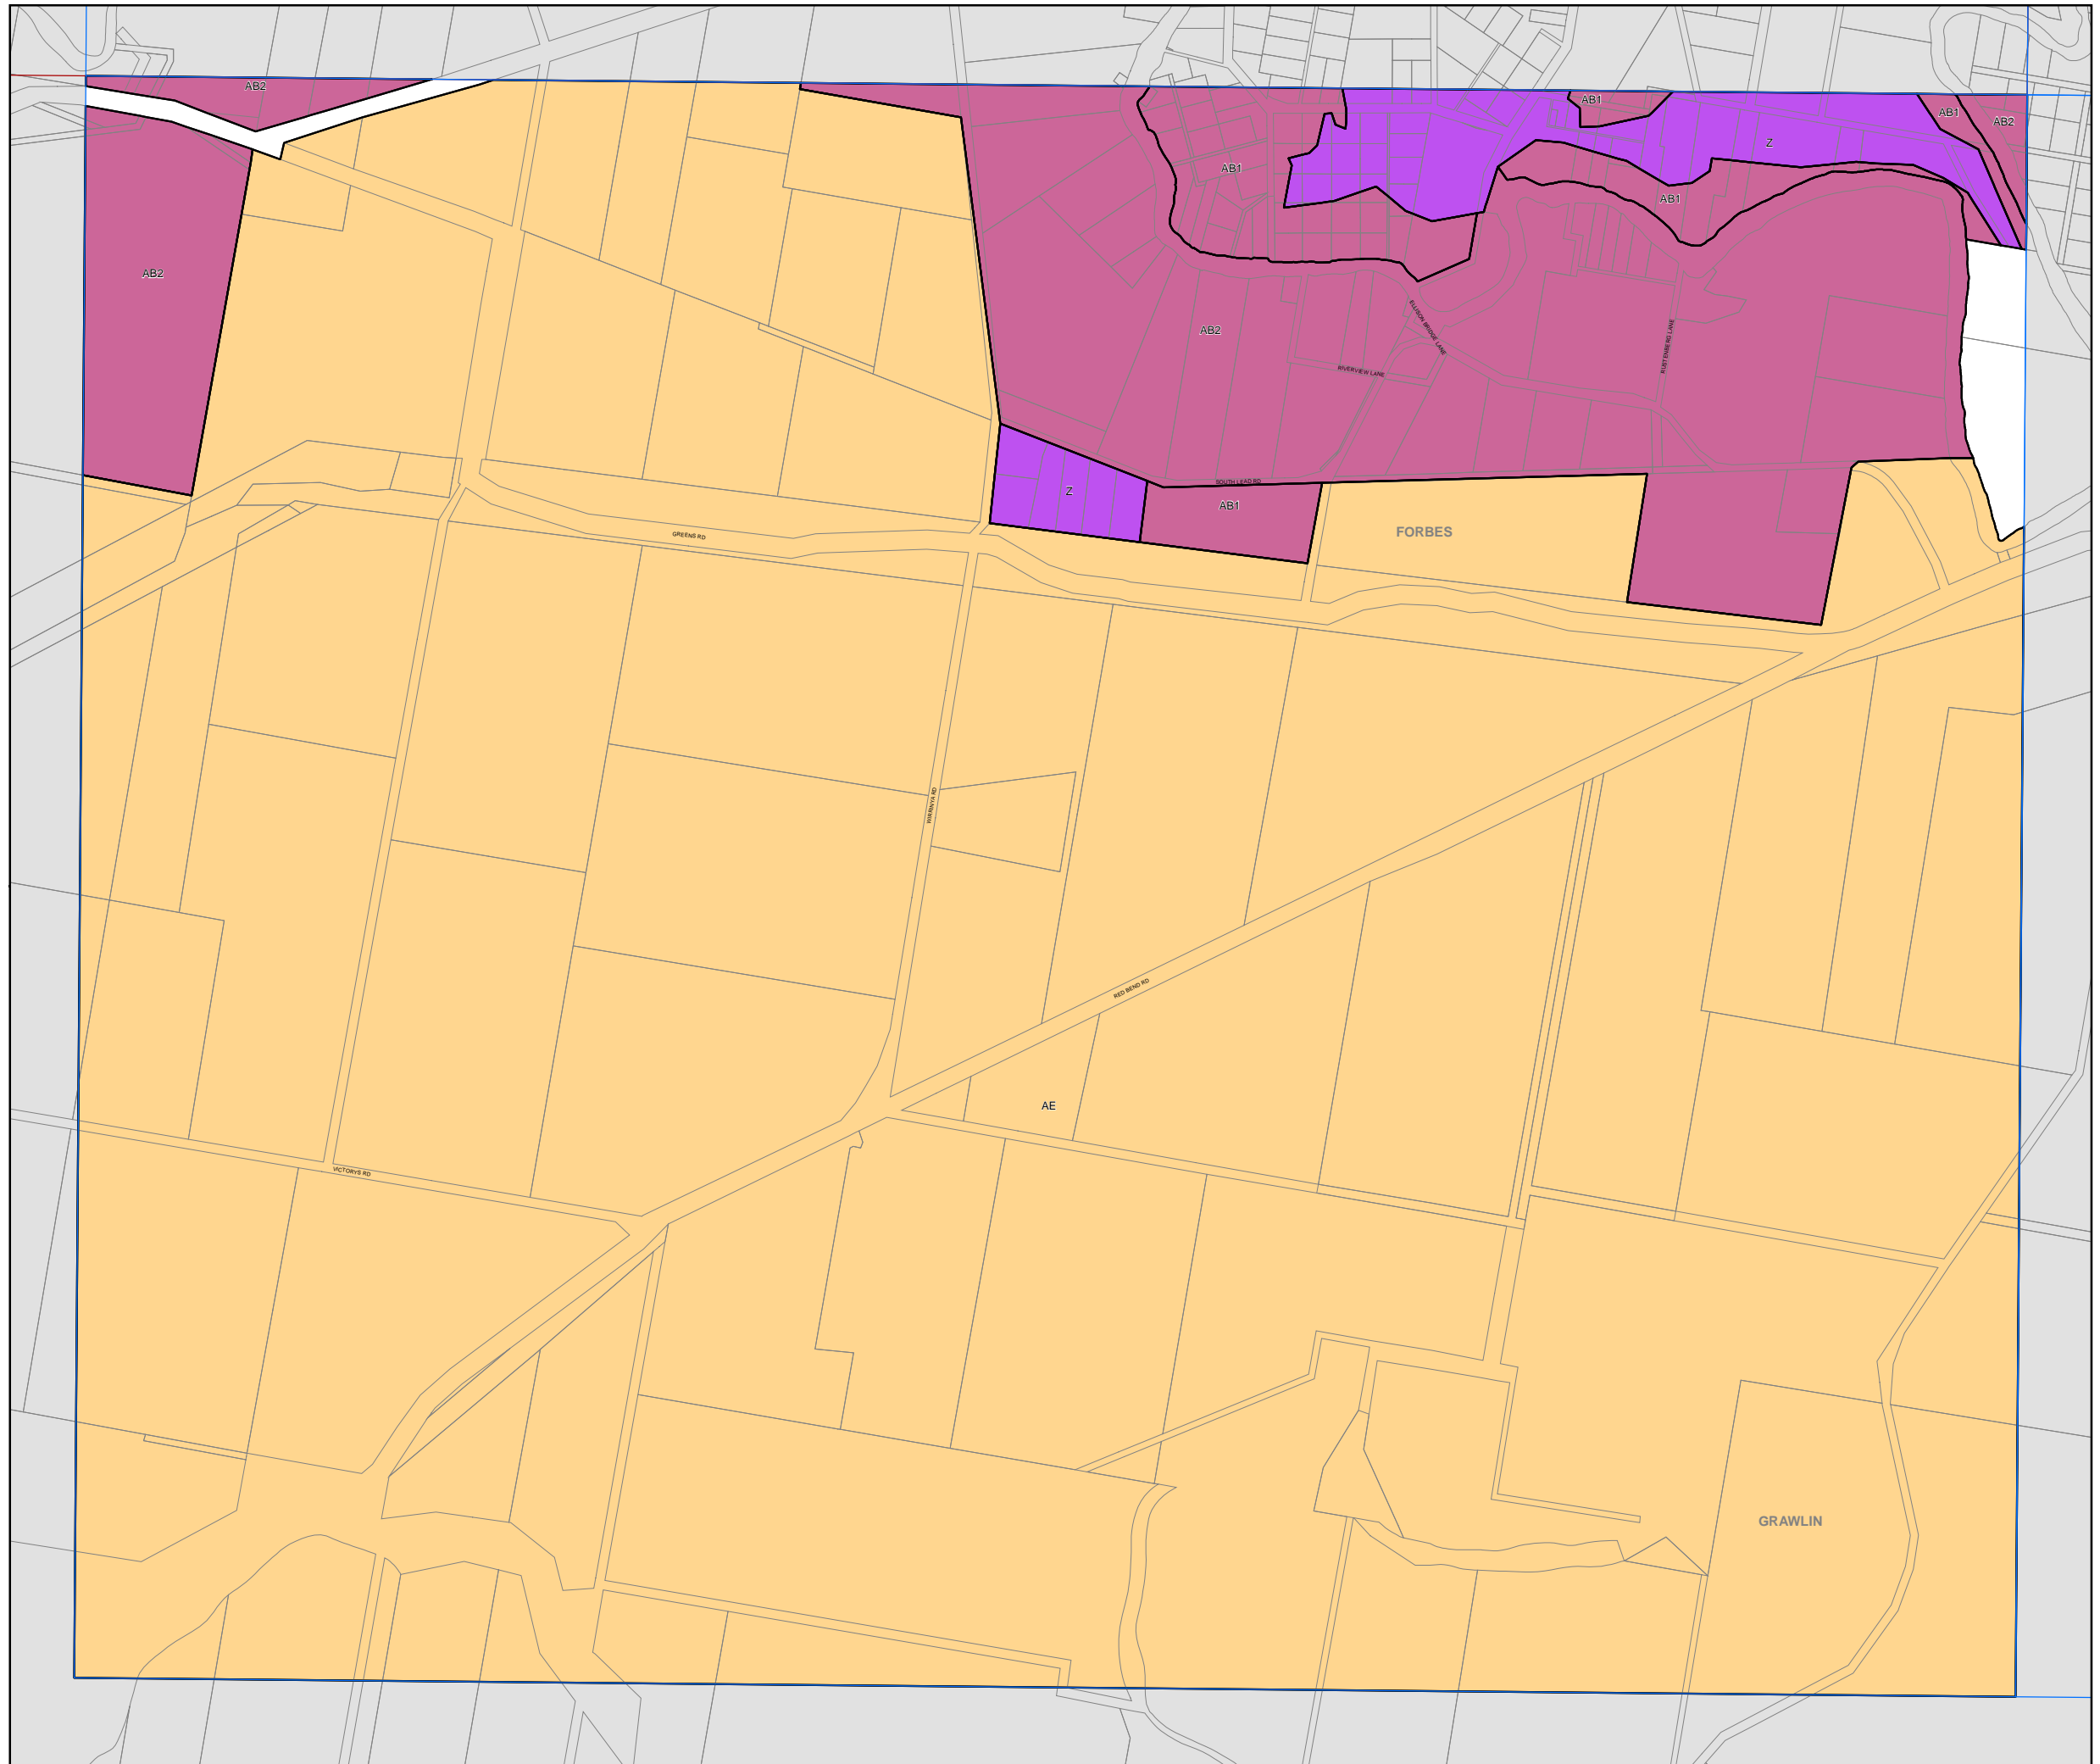 AB2
AB1
AB1
AB2
Z
AB1
AB1
AB2
AB2
ELLISON BRIDGE LANE
RUSTENBERG LANE
RIVERVIEW LANE
SOUTH LEAD RD
Z
AB1
FORBES
GREENS RD
RED BEND RD
AE
VICTORYS RD
GRAWLIN